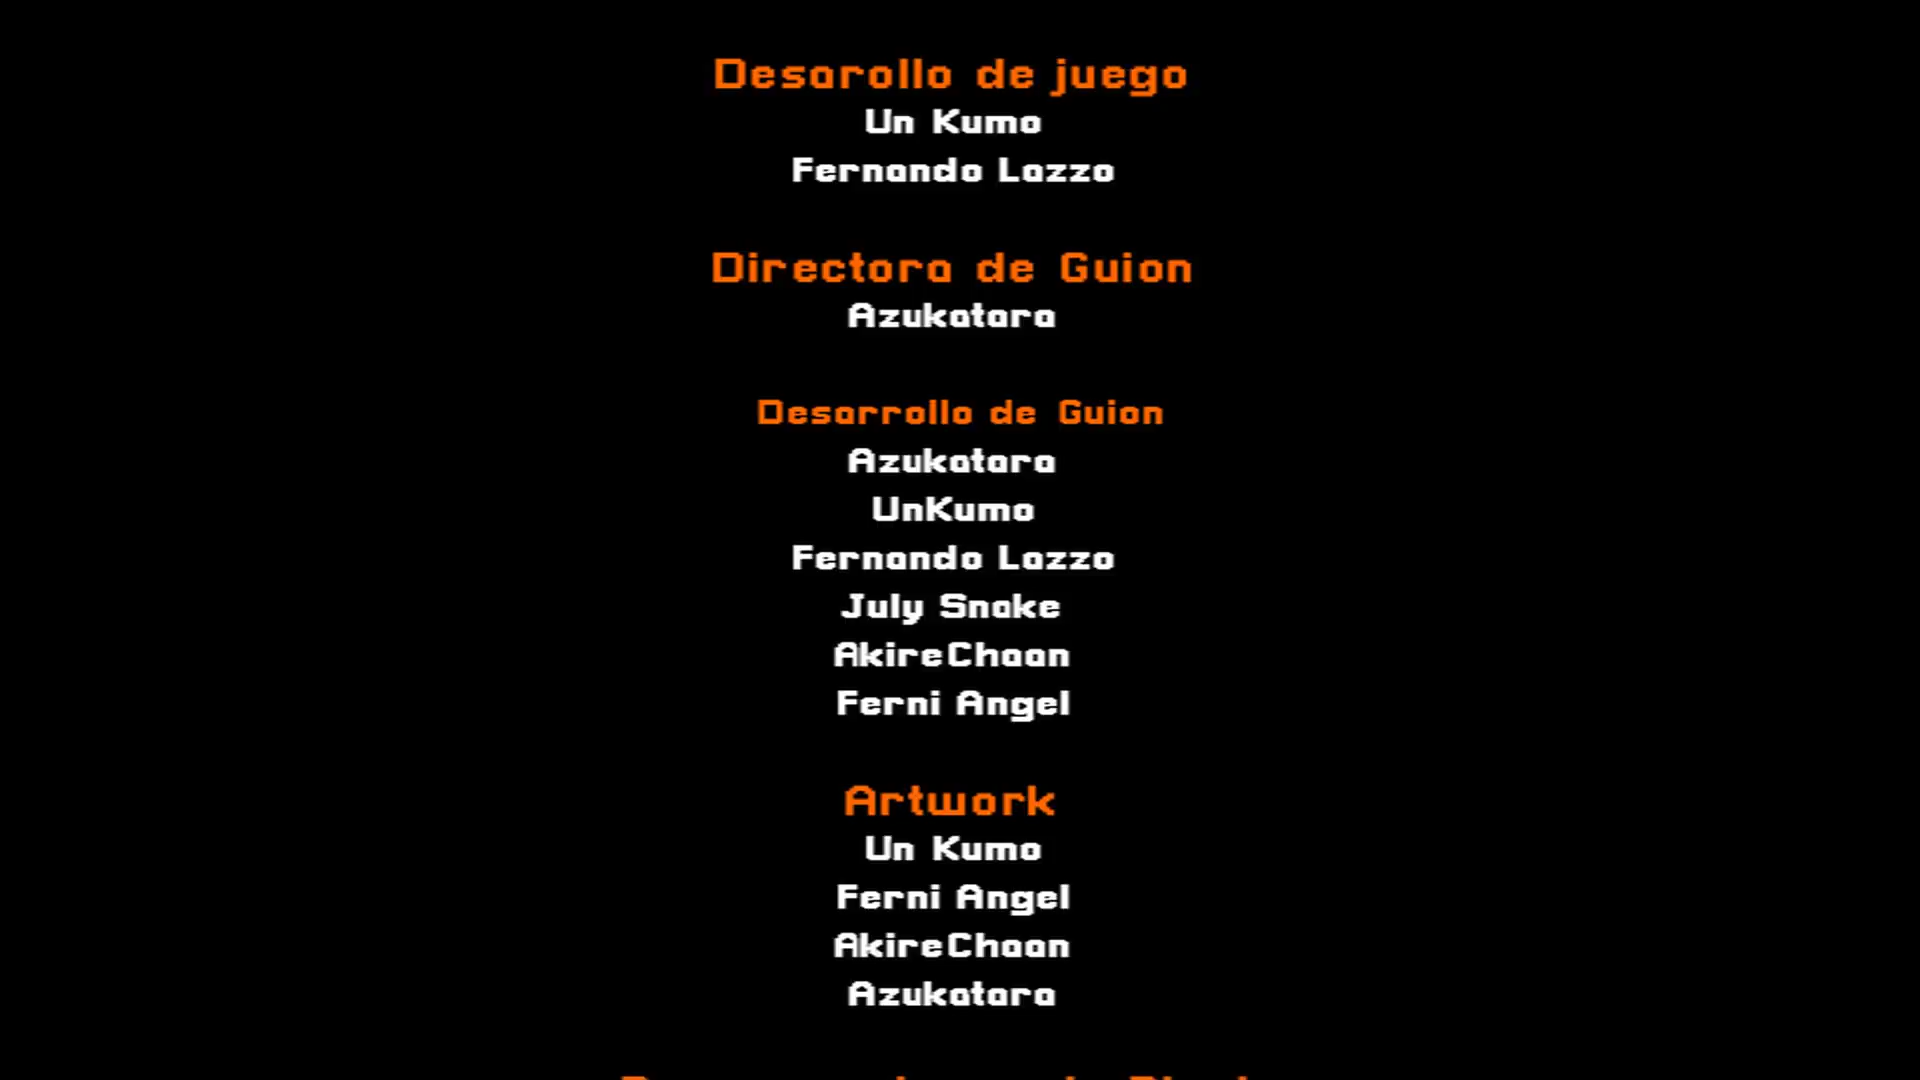 Desarollo de juego
Un Kumo
Fernando Lazzo
Directora de Guion
Azukatara
Desarrollo de Guion
Azukatara
UnKumo
Fernando Lazzo
July Snake
AkireChaan
Ferni Angel
Artwork
Un Kumo
Ferni Angel
AkireChaan
Azukatara